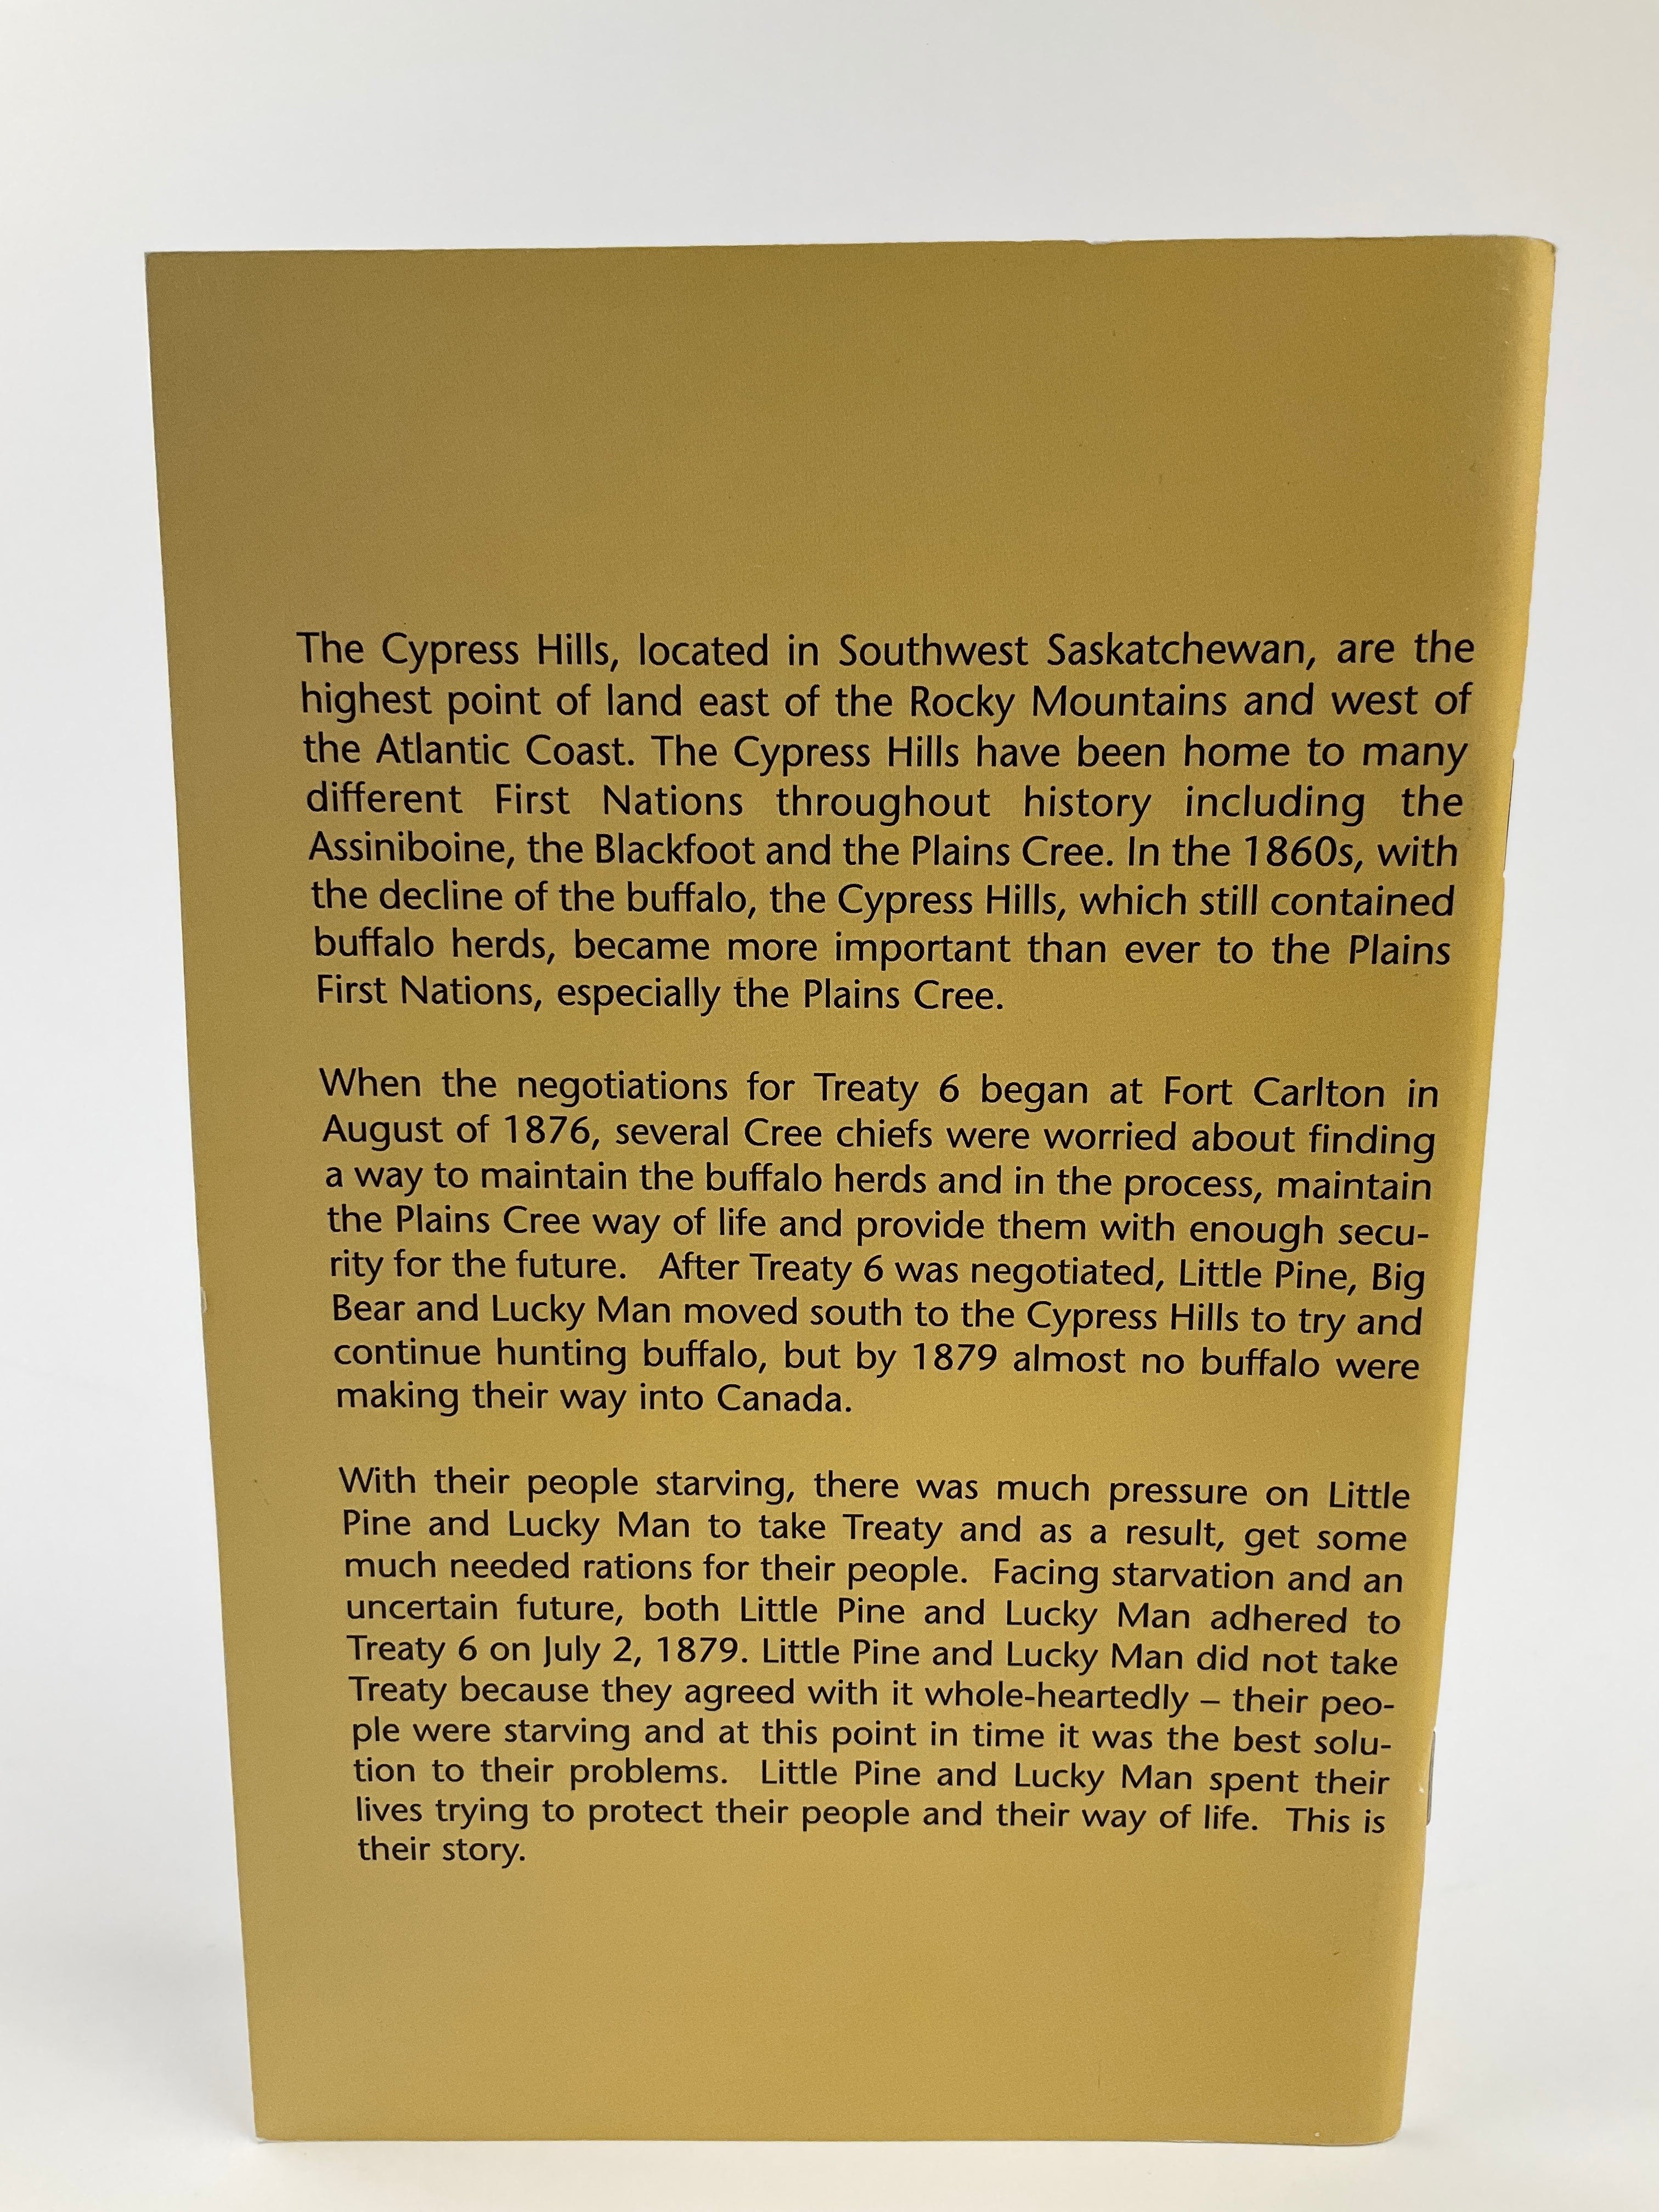 The Cypress Hills, located in Southwest Saskatchewan, are the
highest point of land east of the Rocky Mountains and west of
the Atlantic Coast. The Cypress Hills have been home to many
different First Nations throughout history including the
Assiniboine, the Blackfoot and the Plains Cree. In the 1860s, with
the decline of the buffalo, the Cypress Hills, which still contained
buffalo herds, became more important than ever to the Plains
First Nations, especially the Plains Cree.
When the negotiations for Treaty 6 began at Fort Carlton in
August of 1876, several Cree chiefs were worried about finding
a way to maintain the buffalo herds and in the process, maintain
the Plains Cree way of life and provide them with enough secu-
rity for the future. After Treaty 6 was negotiated, Little Pine, Big
Bear and Lucky Man moved south to the Cypress Hills to try and
continue hunting buffalo, but by 1879 almost no buffalo were
making their way into Canada.
With their people starving, there was much pressure on Little
Pine and Lucky Man to take Treaty and as a result, get some
much needed rations for their people. Facing starvation and an
uncertain future, both Little Pine and Lucky Man adhered to
Treaty 6 on July 2, 1879. Little Pine and Lucky Man did not take
Treaty because they agreed with it whole-heartedly – their peo-
ple were starving and at this point in time it was the best solu-
tion to their problems. Little Pine and Lucky Man spent their
lives trying to protect their people and their way of life. This is
their story.